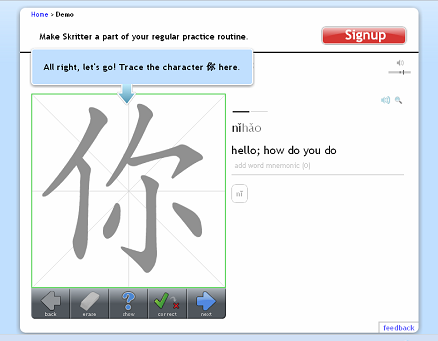 Home > Demo
Make Skritter a part of your regular practice routine.
Signup
All right, let's go! Trace the character 你 here.
你
nǐhǎo
hello; how do you do
add word mnemonic [0]
nǐ
back
erase
show
correct
next
feedback